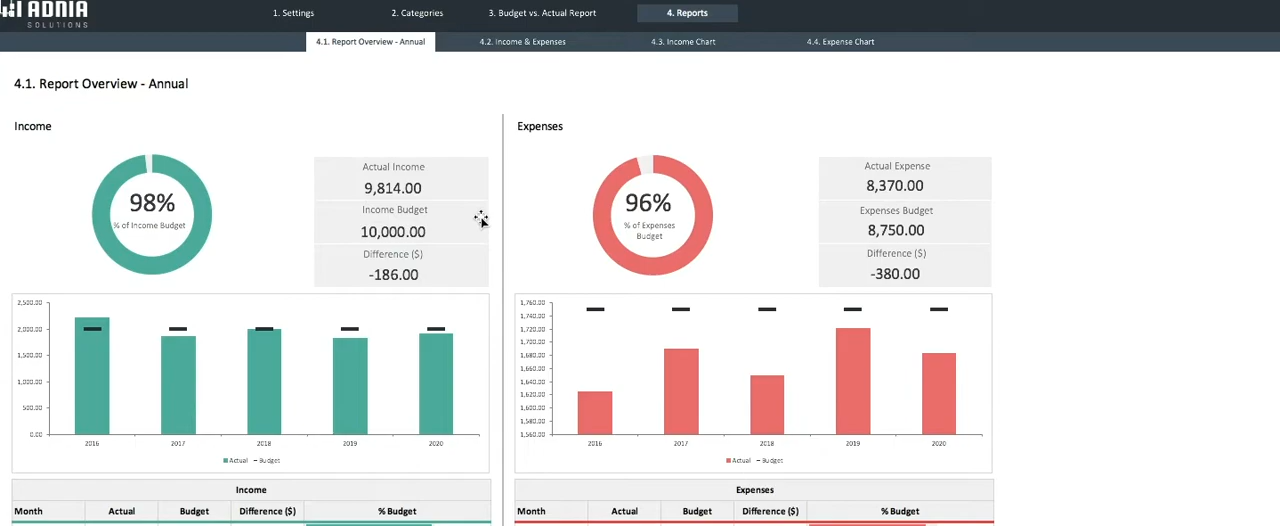 ADNIA
SOLUTIONS
1. Settings
2. Categories
3. Budget vs. Actual Report
4. Reports
4.1. Report Overview - Annual
4.2. Income & Expenses
4.3. Income Chart
4.4. Expense Chart
4.1. Report Overview - Annual
Income
98%
% of Income Budget
Actual Income
9,814.00
Income Budget
10,000.00
Difference ($)
-186.00
2,500.00
2,000.00
1,500.00
1,000.00
500.00
0.00
2016 2017 2018 2019 2020
Actual Budget
Income
Month Actual Budget Difference ($) % Budget
Expenses
96%
% of Expenses
Budget
Actual Expense
8,370.00
Expenses Budget
8,750.00
Difference ($)
-380.00
1,760.00
1,740.00
1,720.00
1,700.00
1,680.00
1,660.00
1,640.00
1,620.00
1,600.00
1,580.00
1,560.00
2016 2017 2018 2019 2020
Actual Budget
Expenses
Month Actual Budget Difference ($) % Budget